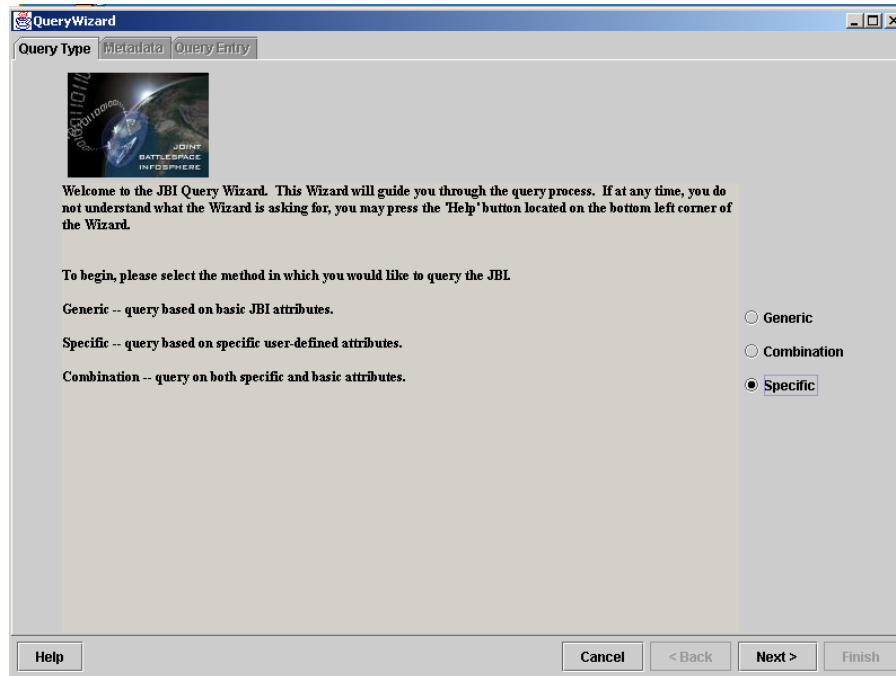 QueryWizard
Query Type Metadata Query Entry
JOINT
BATTLESPACE
INFOSPHERE
Welcome to the JBI Query Wizard. This Wizard will guide you through the query process. If at any time, you do
not understand what the Wizard is asking for, you may press the 'Help' button located on the bottom left corner of
the Wizard.
To begin, please select the method in which you would like to query the JBI.
Generic -- query based on basic JBI attributes.
Specific -- query based on specific user-defined attributes.
Combination -- query on both specific and basic attributes.
Generic
Combination
Specific
Help Cancel < Back Next > Finish